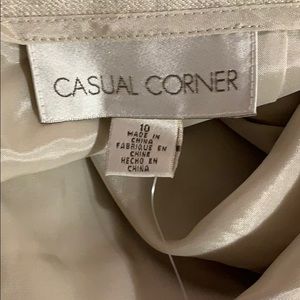 CASUAL CORNER
10
MADE IN
CHINA
FABRIQUE EN
CHINE
HECHO EN
CHINA